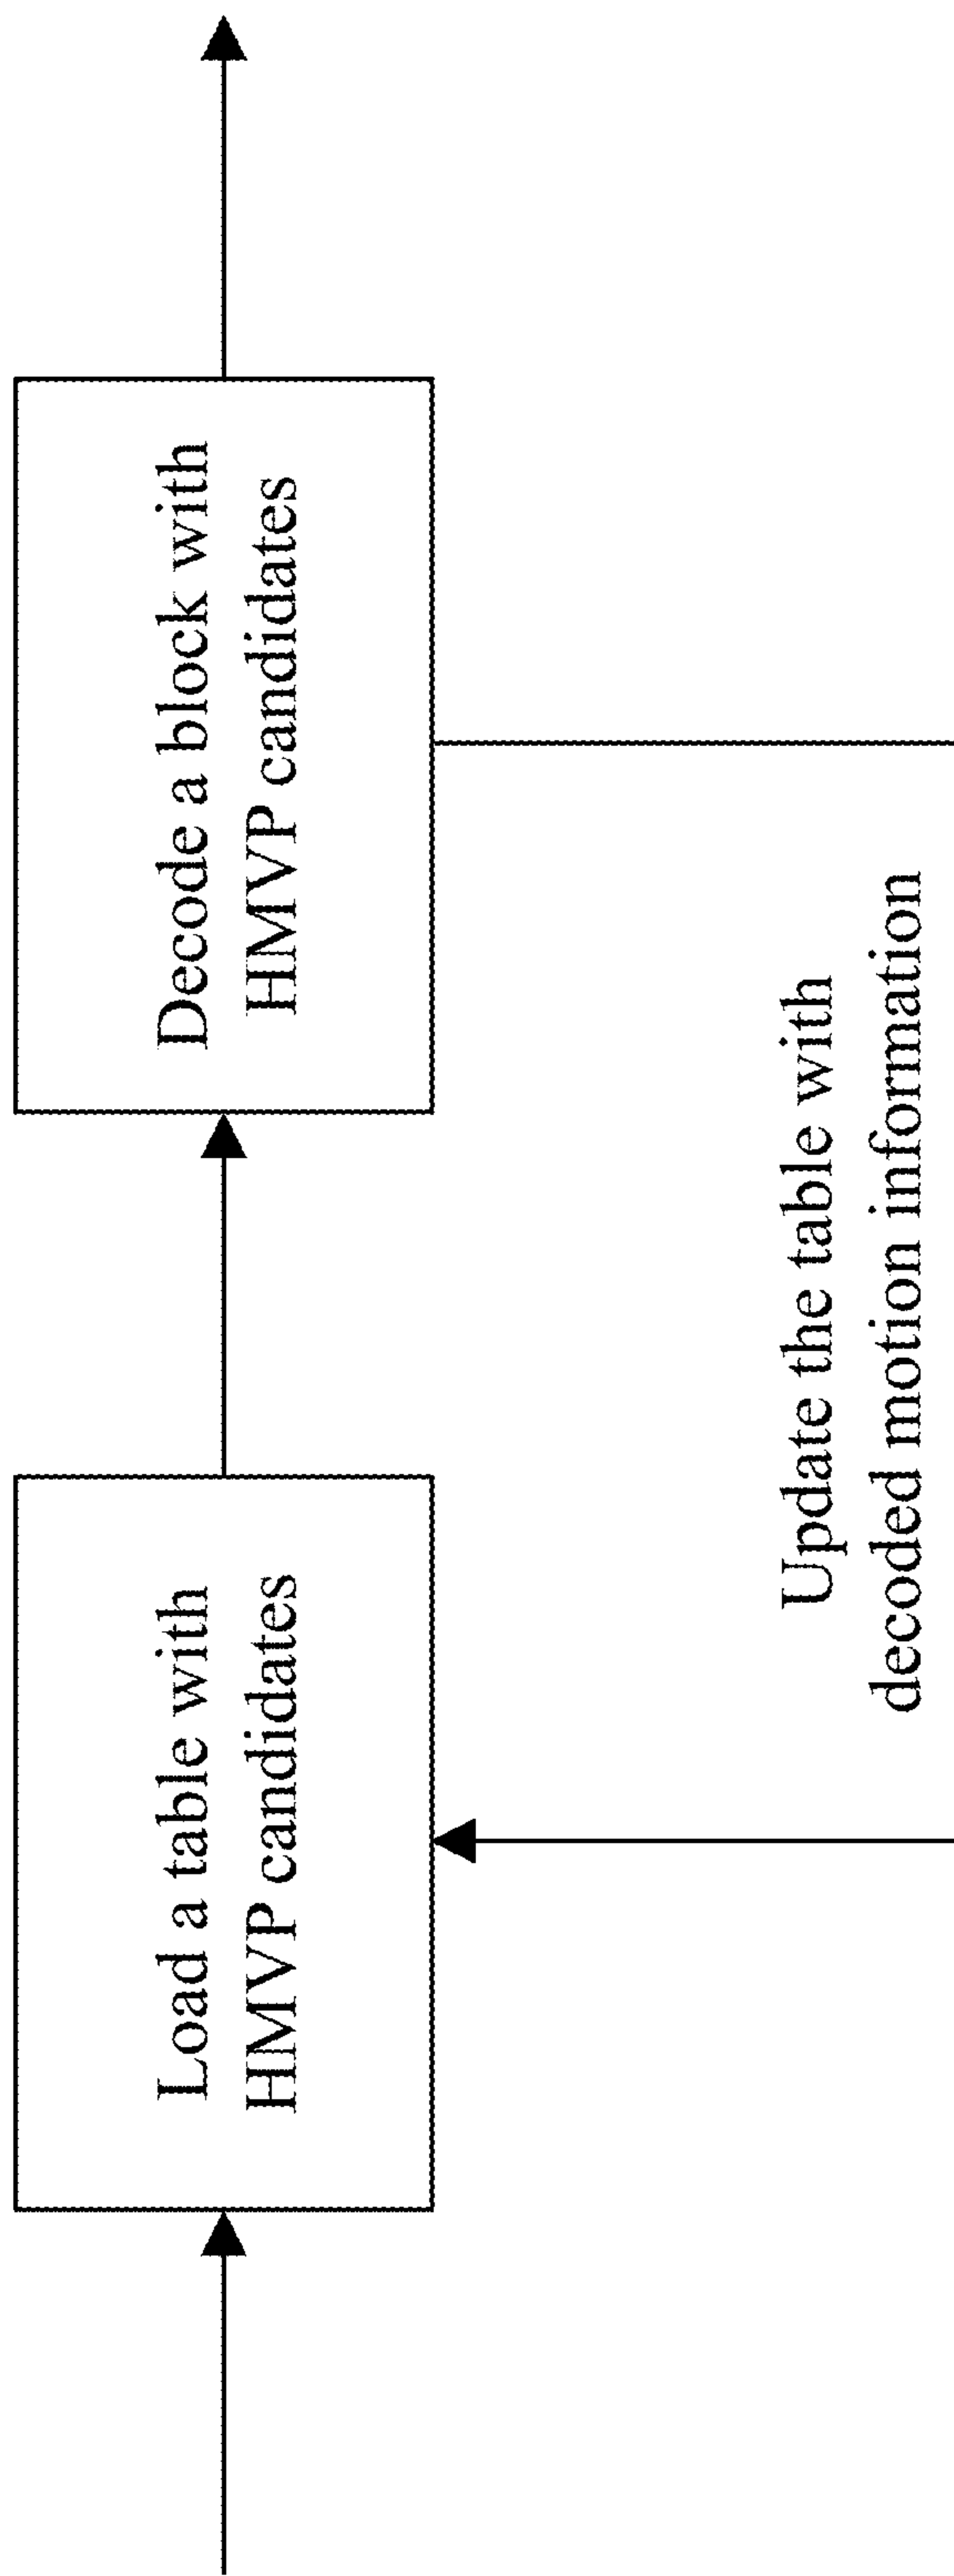 Load a table with
HMVP candidates
Decode a block with
HMVP candidates
Update the table with
decoded motion information